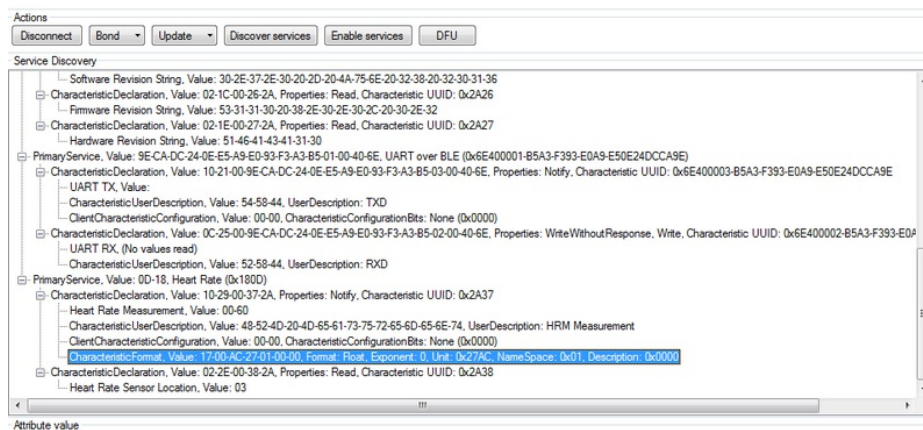 Actions
Disconnect Bond Update Discover services Enable services DFU
Service Discovery
Software Revision String, Value: 30-2E-37-2E-30-20-2D-20-4A-75-6E-20-32-38-20-32-30-31-36
CharacteristicDeclaration, Value: 02-1C-00-26-2A, Properties: Read, Characteristic UUID: 0x2A26
Firmware Revision String, Value: 53-31-31-30-20-38-2E-30-2E-30-2C-20-30-2E-32
CharacteristicDeclaration, Value: 02-1E-00-27-2A, Properties: Read, Characteristic UUID: 0x2A27
Hardware Revision String, Value: 51-46-41-43-41-31-30
PrimaryService, Value: 9E-CA-DC-24-0E-E5-A9-E0-93-F3-A3-B5-01-00-40-6E, UART over BLE (0x6E400001-B5A3-F393-E0A9-E50E24DCCA9E)
CharacteristicDeclaration, Value: 10-21-00-9E-CA-DC-24-0E-E5-A9-E0-93-F3-A3-B5-03-00-40-6E, Properties: Notify, Characteristic UUID: 0x6E400003-B5A3-F393-E0A9-E50E24DCCA9E
UART TX, Value:
CharacteristicUserDescription, Value: 54-58-44, UserDescription: TXD
ClientCharacteristicConfiguration, Value: 00-00, CharacteristicConfigurationBits: None (0x0000)
CharacteristicDeclaration, Value: 0C-25-00-9E-CA-DC-24-0E-E5-A9-E0-93-F3-A3-B5-02-00-40-6E, Properties: WriteWithoutResponse, Write, Characteristic UUID: 0x6E400002-B5A3-F393-E0A
UART RX, (No values read)
CharacteristicUserDescription, Value: 52-58-44, UserDescription: RXD
PrimaryService, Value: 0D-18, Heart Rate (0x180D)
CharacteristicDeclaration, Value: 10-29-00-37-2A, Properties: Notify, Characteristic UUID: 0x2A37
Heart Rate Measurement, Value: 00-60
CharacteristicUserDescription, Value: 48-52-4D-20-4D-65-61-73-75-72-65-6D-65-6E-74, UserDescription: HRM Measurement
ClientCharacteristicConfiguration, Value: 00-00, CharacteristicConfigurationBits: None (0x0000)
CharacteristicFormat, Value: 17-00-AC-27-01-00-00, Format: Float, Exponent: 0, Unit: 0x27AC, NameSpace: 0x01, Description: 0x0000
CharacteristicDeclaration, Value: 02-2E-00-38-2A, Properties: Read, Characteristic UUID: 0x2A38
Heart Rate Sensor Location, Value: 03
Attribute value